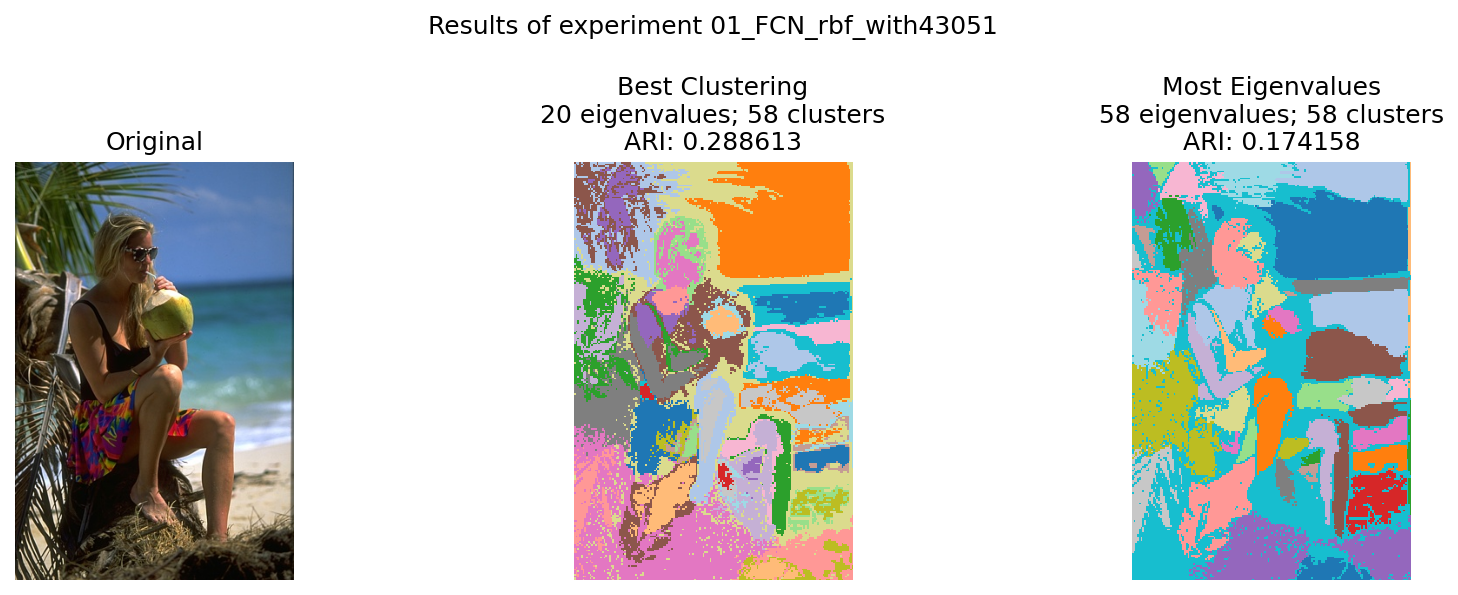 Results of experiment 01_FCN_rbf_with43051
Original
Best Clustering
20 eigenvalues; 58 clusters
ARI: 0.288613
Most Eigenvalues
58 eigenvalues; 58 clusters
ARI: 0.174158